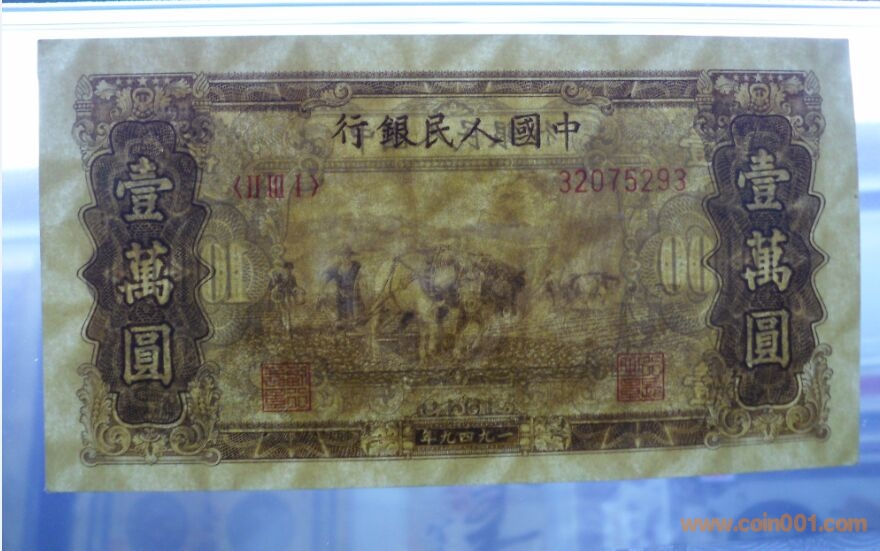 行銀民人國中
〈II III I〉
32075293
壹萬圓
壹萬圓
年九四九一
www.coin001.com